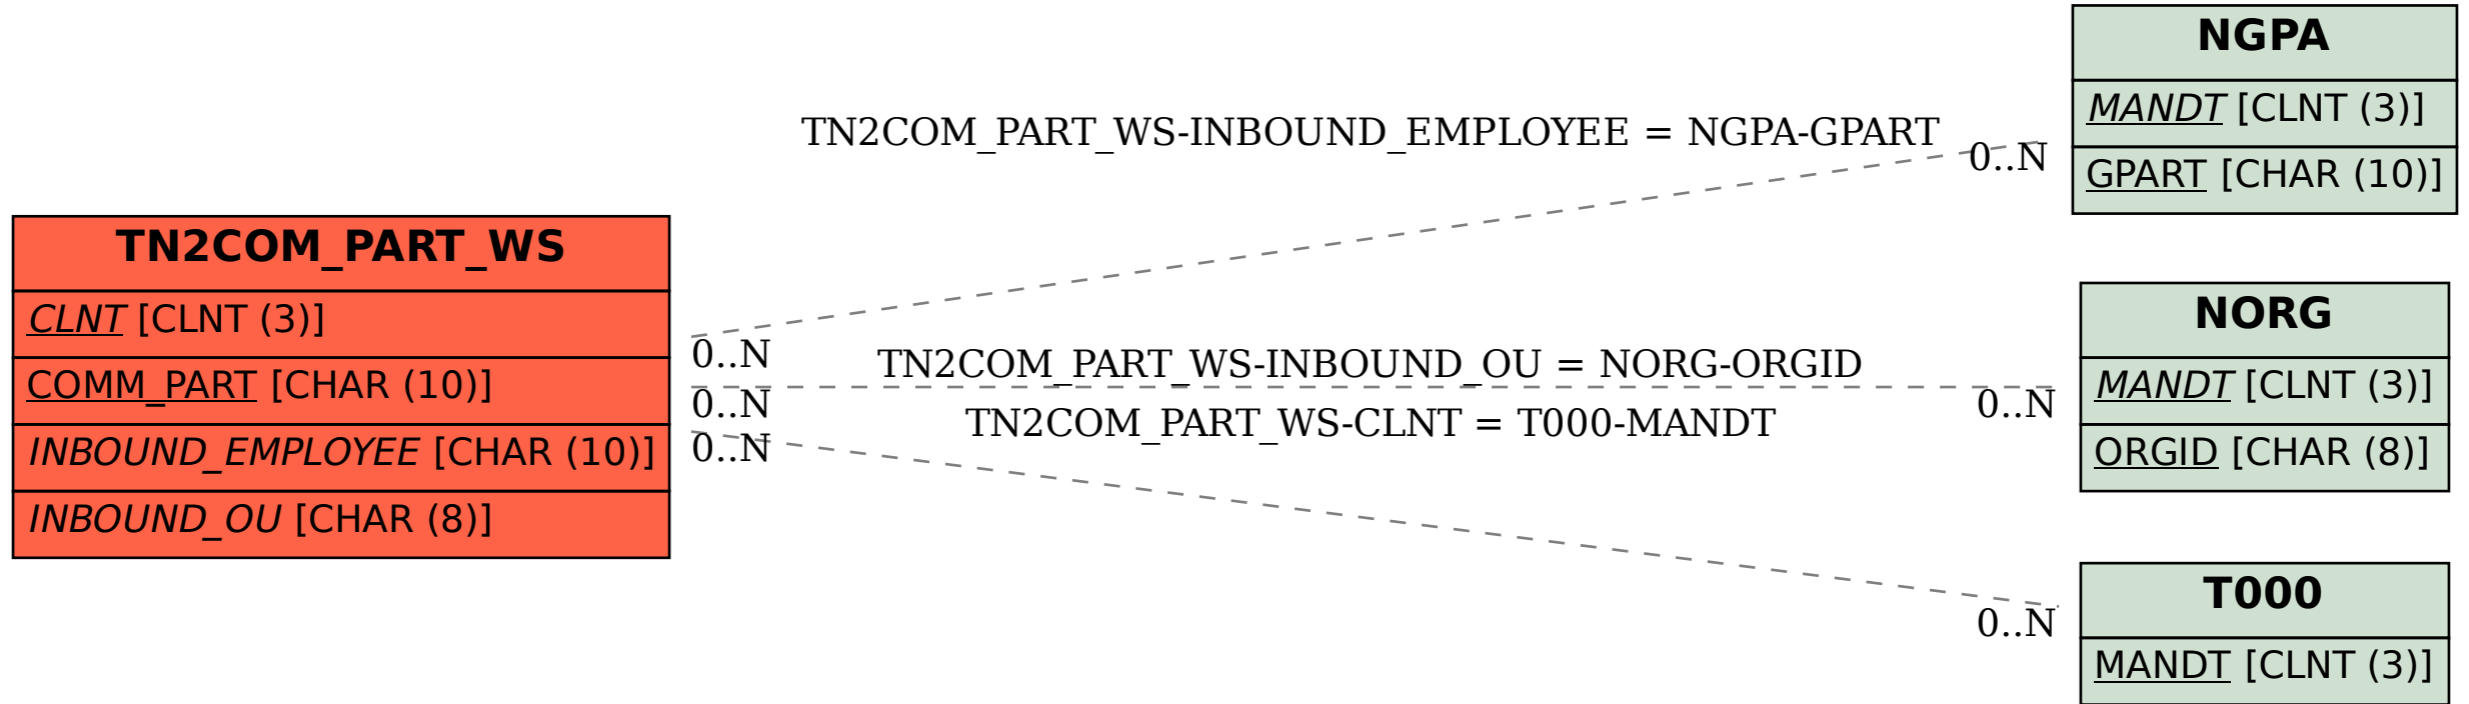 TN2COM_PART_WS
CLNT [CLNT (3)]
COMM_PART [CHAR (10)]
INBOUND_EMPLOYEE [CHAR (10)]
INBOUND_OU [CHAR (8)]
TN2COM_PART_WS-INBOUND_EMPLOYEE = NGPA-GPART
0..N
0..N
TN2COM_PART_WS-INBOUND_OU = NORG-ORGID
0..N
0..N
TN2COM_PART_WS-CLNT = T000-MANDT
0..N
0..N
NGPA
MANDT [CLNT (3)]
GPART [CHAR (10)]
NORG
MANDT [CLNT (3)]
ORGID [CHAR (8)]
T000
MANDT [CLNT (3)]